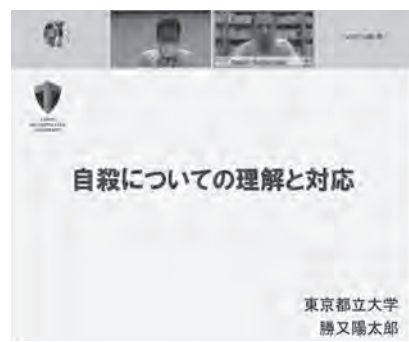 自殺についての理解と対応
東京都立大学
勝又陽太郎